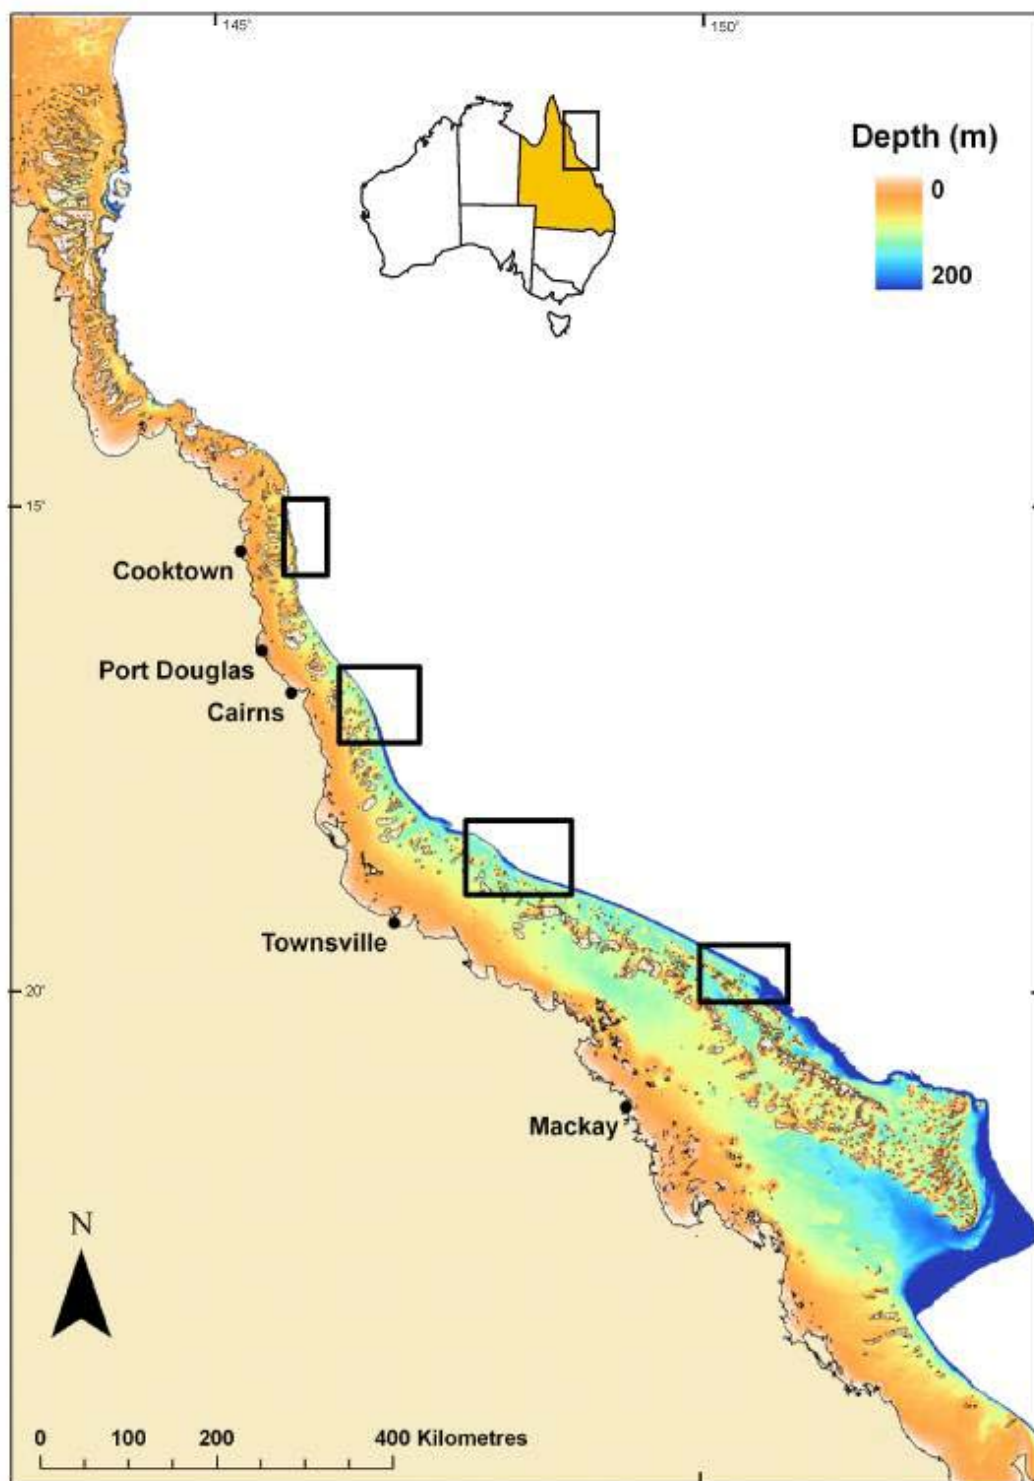 145°
150°
Depth (m)
0
200
15°
Cooktown
Port Douglas
Cairns
Townsville
20°
Mackay
N
0 100 200 400 Kilometres